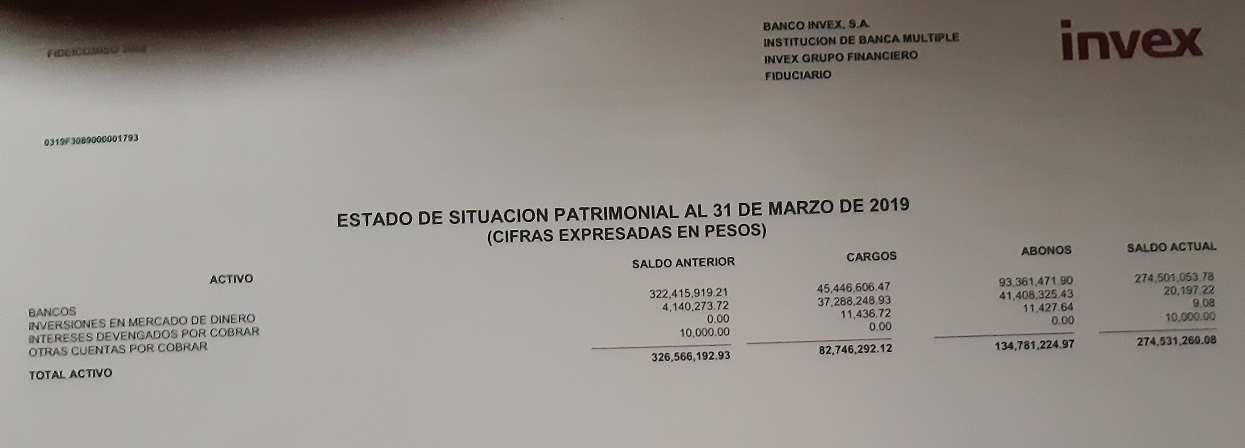 FIDEICOMISO
BANCO INVEX, S.A.
INSTITUCION DE BANCA MULTIPLE
INVEX GRUPO FINANCIERO
FIDUCIARIO
invex
0319F3089000001793
ESTADO DE SITUACION PATRIMONIAL AL 31 DE MARZO DE 2019
(CIFRAS EXPRESADAS EN PESOS)
ACTIVO SALDO ANTERIOR CARGOS ABONOS SALDO ACTUAL
BANCOS 322,415,919.21 45,446,606.47 93,361,471.90 274,501,053.78
INVERSIONES EN MERCADO DE DINERO 4,140,273.72 37,288,248.93 41,408,325.43 20,197.22
INTERESES DEVENGADOS POR COBRAR 0.00 11,436.72 11,427.64 9.08
OTRAS CUENTAS POR COBRAR 10,000.00 0.00 0.00 10,000.00
TOTAL ACTIVO 326,566,192.93 82,746,292.12 134,781,224.97 274,531,260.08